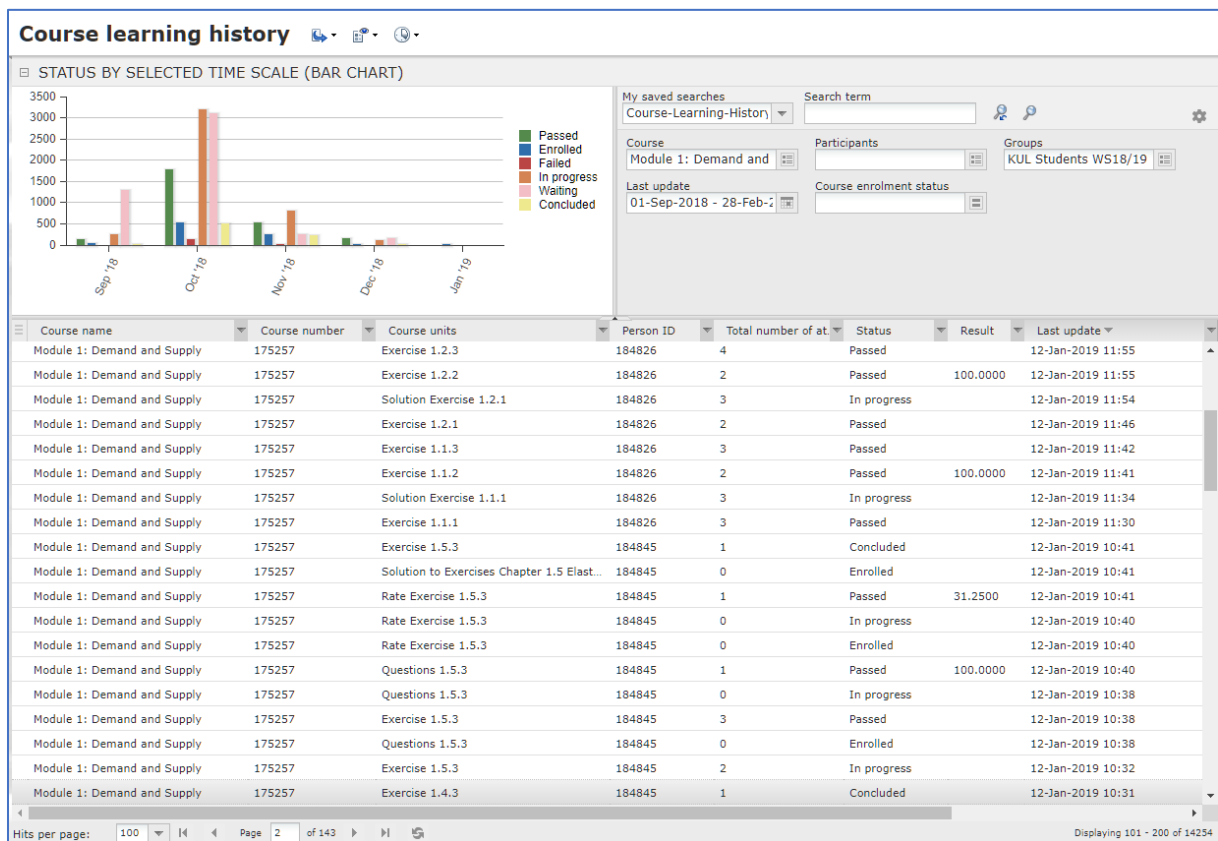 Course learning history
STATUS BY SELECTED TIME SCALE (BAR CHART)
3500
3000
2500
2000
1500
1000
500
0
Sep '18
Oct '18
Nov '18
Dec '18
Jan '19
Passed
Enrolled
Failed
In progress
Waiting
Concluded
My saved searches Search term
Course-Learning-History
Course Participants Groups
Module 1: Demand and KUL Students WS18/19
Last update Course enrolment status
01-Sep-2018 - 28-Feb-2
Course name Course number Course units Person ID Total number of at. Status Result Last update
Module 1: Demand and Supply 175257 Exercise 1.2.3 184826 4 Passed 12-Jan-2019 11:55
Module 1: Demand and Supply 175257 Exercise 1.2.2 184826 2 Passed 100.0000 12-Jan-2019 11:55
Module 1: Demand and Supply 175257 Solution Exercise 1.2.1 184826 3 In progress 12-Jan-2019 11:54
Module 1: Demand and Supply 175257 Exercise 1.2.1 184826 2 Passed 12-Jan-2019 11:46
Module 1: Demand and Supply 175257 Exercise 1.1.3 184826 3 Passed 12-Jan-2019 11:42
Module 1: Demand and Supply 175257 Exercise 1.1.2 184826 2 Passed 100.0000 12-Jan-2019 11:41
Module 1: Demand and Supply 175257 Solution Exercise 1.1.1 184826 3 In progress 12-Jan-2019 11:34
Module 1: Demand and Supply 175257 Exercise 1.1.1 184826 3 Passed 12-Jan-2019 11:30
Module 1: Demand and Supply 175257 Exercise 1.5.3 184845 1 Concluded 12-Jan-2019 10:41
Module 1: Demand and Supply 175257 Solution to Exercises Chapter 1.5 Elast... 184845 0 Enrolled 12-Jan-2019 10:41
Module 1: Demand and Supply 175257 Rate Exercise 1.5.3 184845 1 Passed 31.2500 12-Jan-2019 10:41
Module 1: Demand and Supply 175257 Rate Exercise 1.5.3 184845 0 In progress 12-Jan-2019 10:40
Module 1: Demand and Supply 175257 Rate Exercise 1.5.3 184845 0 Enrolled 12-Jan-2019 10:40
Module 1: Demand and Supply 175257 Questions 1.5.3 184845 1 Passed 100.0000 12-Jan-2019 10:40
Module 1: Demand and Supply 175257 Questions 1.5.3 184845 0 In progress 12-Jan-2019 10:38
Module 1: Demand and Supply 175257 Exercise 1.5.3 184845 3 Passed 12-Jan-2019 10:38
Module 1: Demand and Supply 175257 Questions 1.5.3 184845 0 Enrolled 12-Jan-2019 10:38
Module 1: Demand and Supply 175257 Exercise 1.5.3 184845 2 In progress 12-Jan-2019 10:32
Module 1: Demand and Supply 175257 Exercise 1.4.3 184845 1 Concluded 12-Jan-2019 10:31
Hits per page: 100 Page 2 of 143 Displaying 101 - 200 of 14254